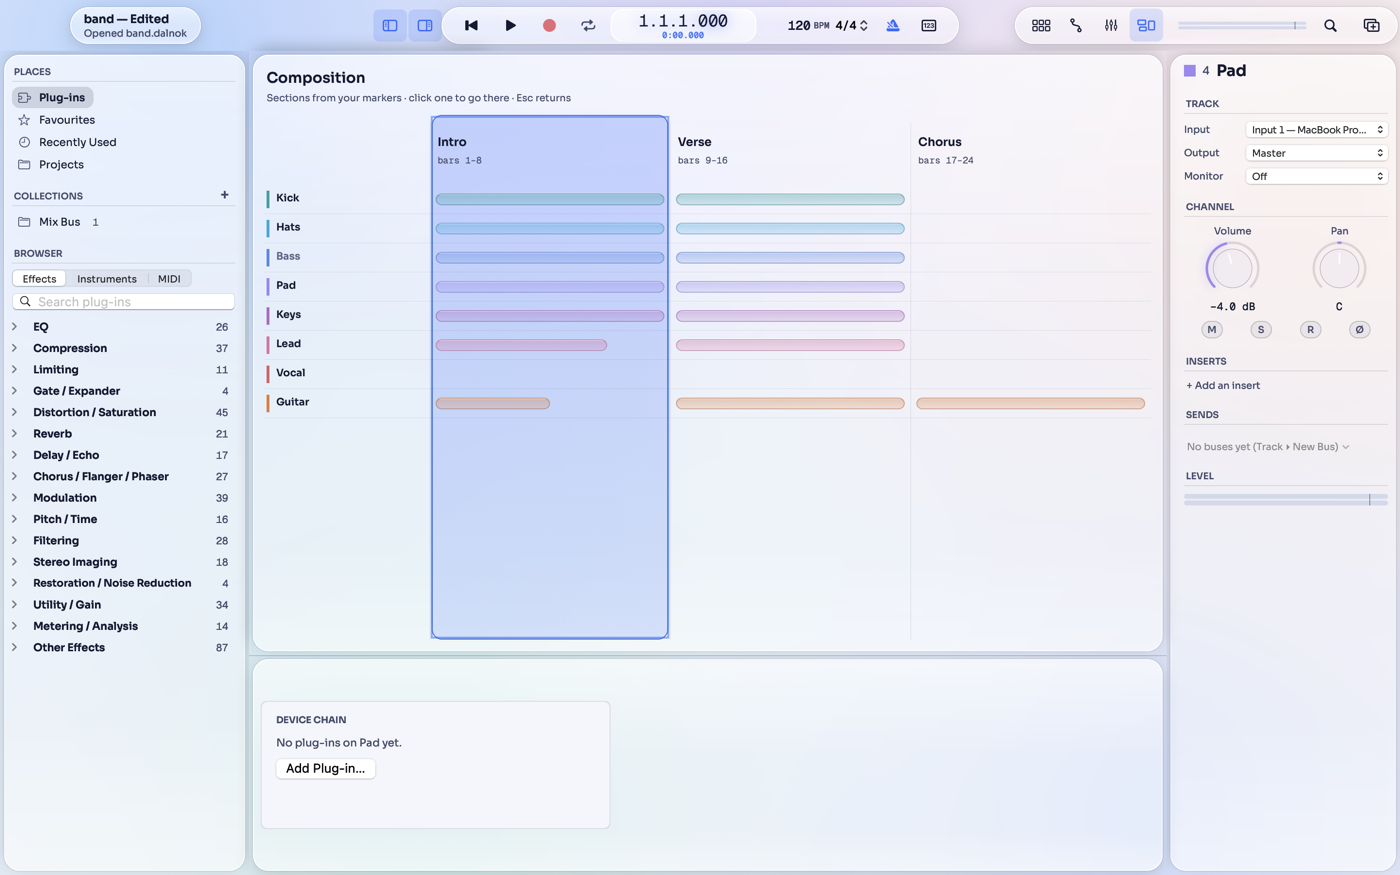 band — Edited
Opened band.dalnok
1.1.1.000
0:00.000
120 BPM 4/4
123
PLACES
Plug-ins
Favourites
Recently Used
Projects
COLLECTIONS +
Mix Bus 1
BROWSER
Effects Instruments MIDI
Search plug-ins
EQ 26
Compression 37
Limiting 11
Gate / Expander 4
Distortion / Saturation 45
Reverb 21
Delay / Echo 17
Chorus / Flanger / Phaser 27
Modulation 39
Pitch / Time 16
Filtering 28
Stereo Imaging 18
Restoration / Noise Reduction 4
Utility / Gain 34
Metering / Analysis 14
Other Effects 87
Composition
Sections from your markers · click one to go there · Esc returns
Intro Verse Chorus
bars 1–8 bars 9–16 bars 17–24
Kick
Hats
Bass
Pad
Keys
Lead
Vocal
Guitar
DEVICE CHAIN
No plug-ins on Pad yet.
Add Plug-in...
4 Pad
TRACK
Input Input 1 — MacBook Pro...
Output Master
Monitor Off
CHANNEL
Volume Pan
−4.0 dB C
M S R Ø
INSERTS
+ Add an insert
SENDS
No buses yet (Track ▸ New Bus)
LEVEL